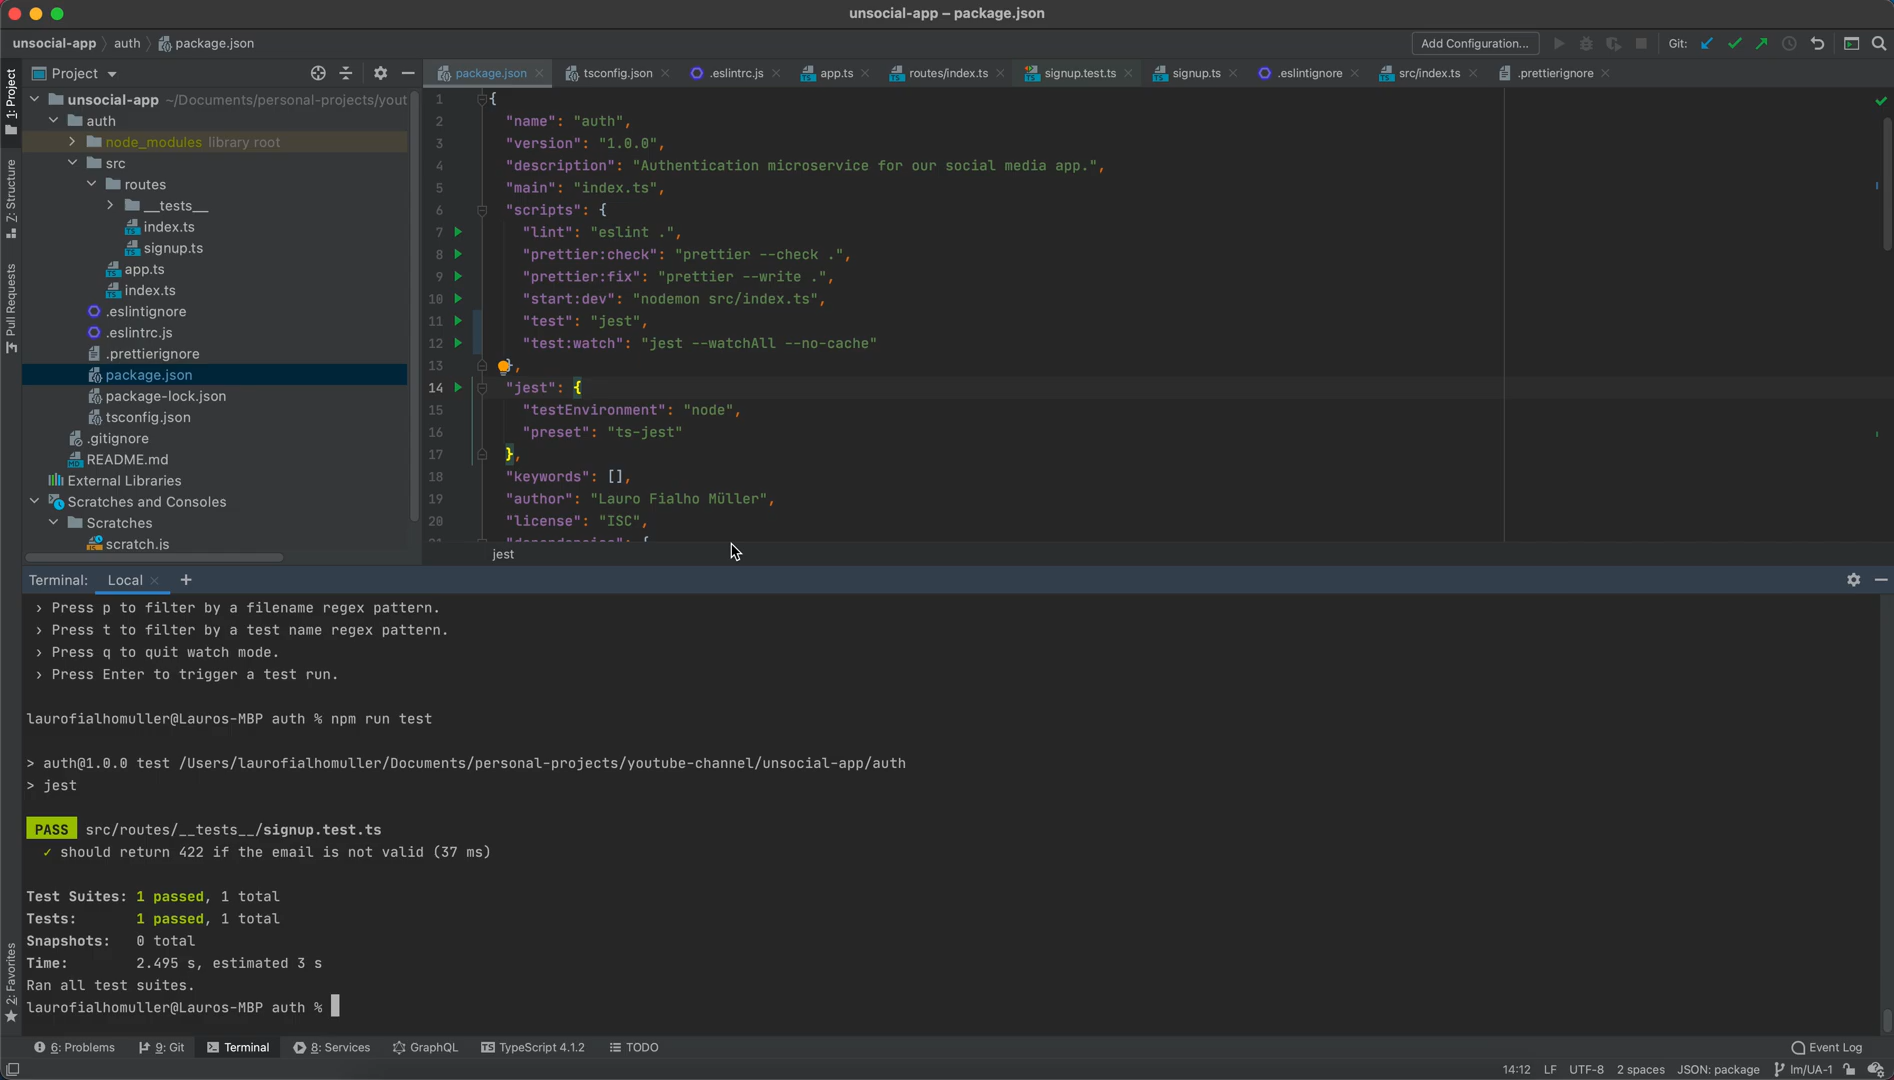 unsocial-app – package.json
unsocial-app
auth
package.json
Add Configuration...
Git:
1: Project
Z: Structure
Pull Requests
2: Favorites
Project
package.json
tsconfig.json
.eslintrc.js
app.ts
routes/index.ts
signup.test.ts
signup.ts
.eslintignore
src/index.ts
.prettierignore
unsocial-app ~/Documents/personal-projects/yout
auth
node_modules library root
src
routes
__tests__
index.ts
signup.ts
app.ts
index.ts
.eslintignore
.eslintrc.js
.prettierignore
package.json
package-lock.json
tsconfig.json
.gitignore
README.md
External Libraries
Scratches and Consoles
Scratches
scratch.js
1 {
2 "name": "auth",
3 "version": "1.0.0",
4 "description": "Authentication microservice for our social media app.",
5 "main": "index.ts",
6 "scripts": {
7 "lint": "eslint .",
8 "prettier:check": "prettier --check .",
9 "prettier:fix": "prettier --write .",
10 "start:dev": "nodemon src/index.ts",
11 "test": "jest",
12 "test:watch": "jest --watchAll --no-cache"
13 },
14 "jest": {
15 "testEnvironment": "node",
16 "preset": "ts-jest"
17 },
18 "keywords": [],
19 "author": "Lauro Fialho Müller",
20 "license": "ISC",
21 "dependencies": {
jest
Terminal: Local +
› Press p to filter by a filename regex pattern.
› Press t to filter by a test name regex pattern.
› Press q to quit watch mode.
› Press Enter to trigger a test run.
laurofialhomuller@Lauros-MBP auth % npm run test
> auth@1.0.0 test /Users/laurofialhomuller/Documents/personal-projects/youtube-channel/unsocial-app/auth
> jest
PASS src/routes/__tests__/signup.test.ts
✓ should return 422 if the email is not valid (37 ms)
Test Suites: 1 passed, 1 total
Tests: 1 passed, 1 total
Snapshots: 0 total
Time: 2.495 s, estimated 3 s
Ran all test suites.
laurofialhomuller@Lauros-MBP auth %
6: Problems
9: Git
Terminal
8: Services
GraphQL
TypeScript 4.1.2
TODO
Event Log
14:12
LF
UTF-8
2 spaces
JSON: package
lm/UA-1